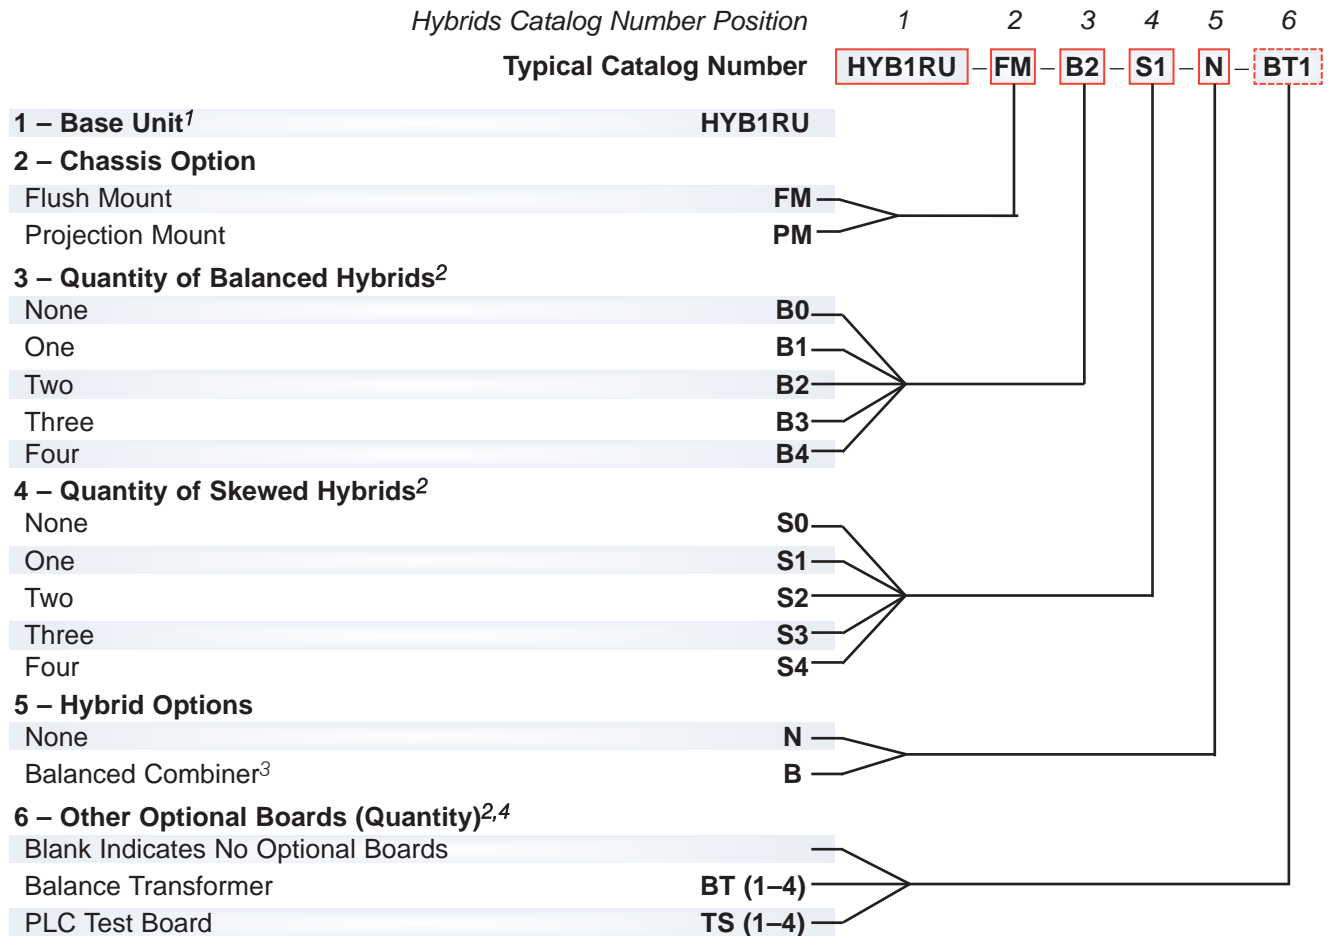 Hybrids Catalog Number Position 1 2 3 4 5 6
Typical Catalog Number HYB1RU – FM – B2 – S1 – N – BT1
1 – Base Unit1 HYB1RU
2 – Chassis Option
Flush Mount FM
Projection Mount PM
3 – Quantity of Balanced Hybrids2
None B0
One B1
Two B2
Three B3
Four B4
4 – Quantity of Skewed Hybrids2
None S0
One S1
Two S2
Three S3
Four S4
5 – Hybrid Options
None N
Balanced Combiner3 B
6 – Other Optional Boards (Quantity)2,4
Blank Indicates No Optional Boards
Balance Transformer BT (1–4)
PLC Test Board TS (1–4)